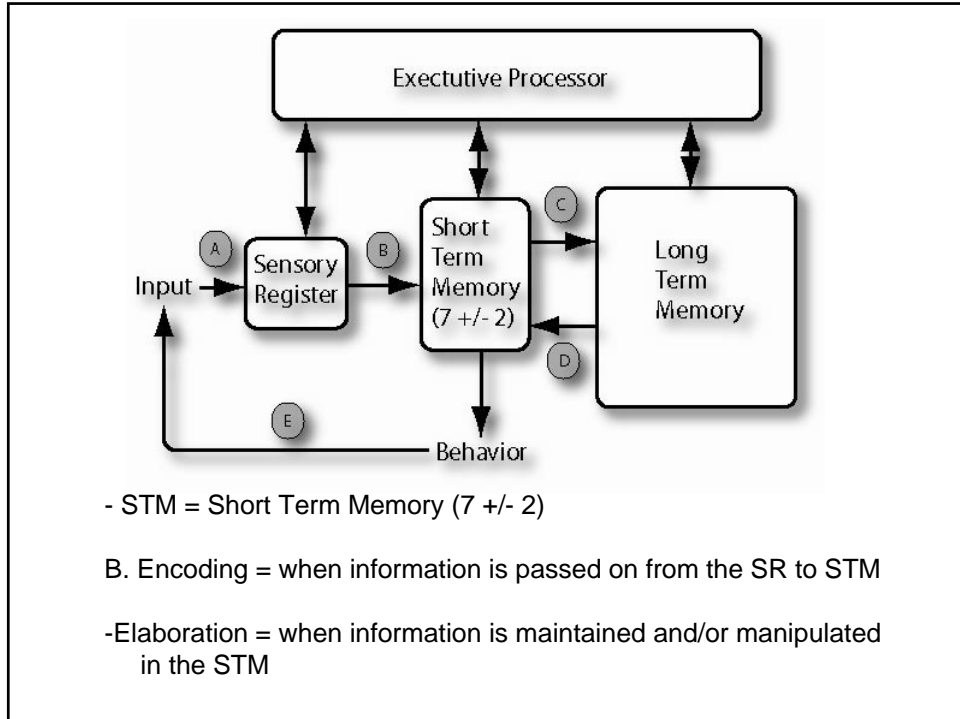 Exectutive Processor
A
B
C
Input
Sensory
Register
Short
Term
Memory
(7 +/- 2)
Long
Term
Memory
D
E
Behavior
- STM = Short Term Memory (7 +/- 2)
B. Encoding = when information is passed on from the SR to STM
-Elaboration = when information is maintained and/or manipulated
in the STM